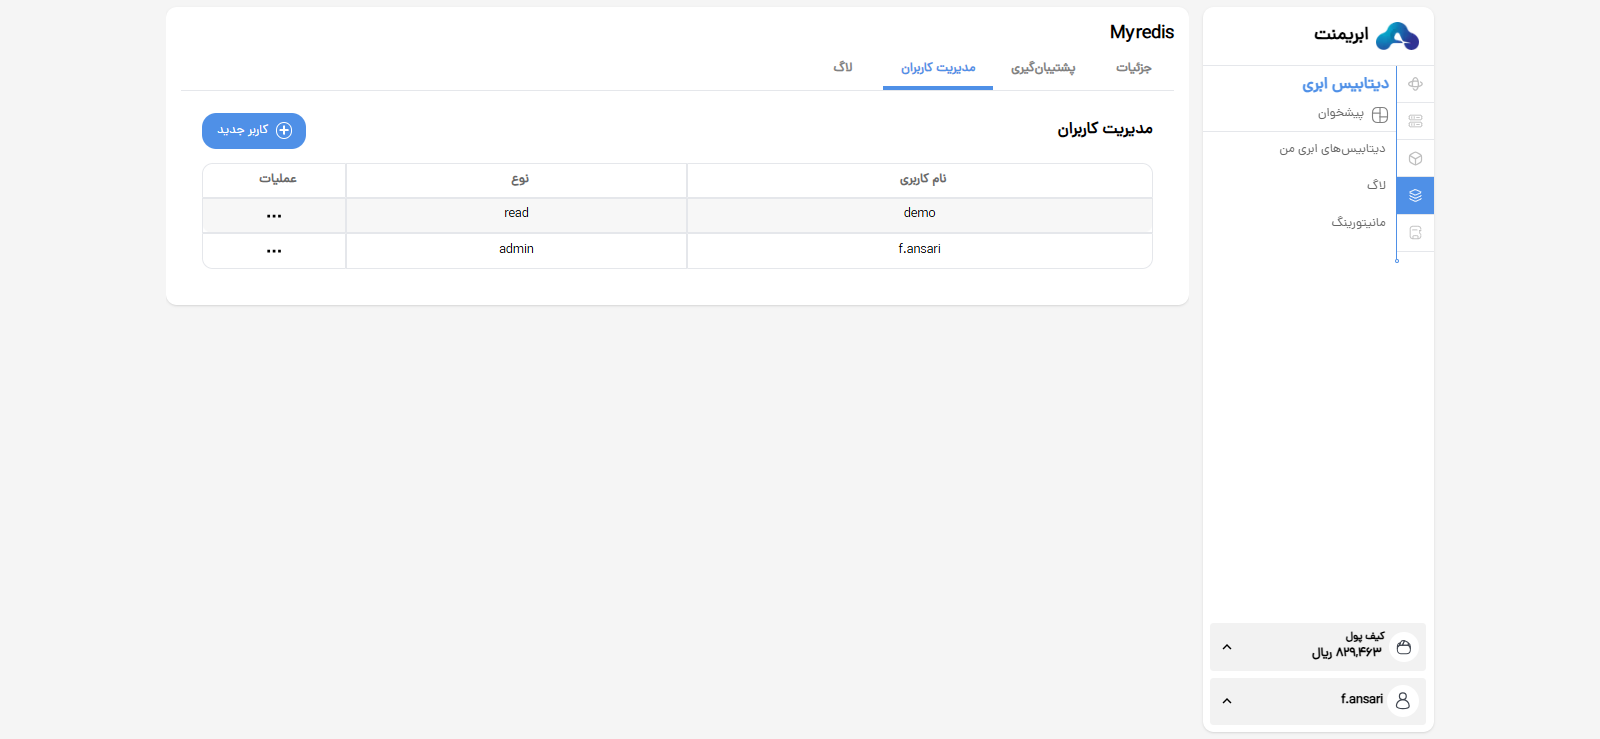 ابریمنت
دیتابیس ابری
پیشخوان
دیتابیس‌های ابری من
لاگ
مانیتورینگ
کیف پول
۸۲۹,۴۶۳ ریال
f.ansari
Myredis
جزئیات پشتیبان‌گیری مدیریت کاربران لاگ
مدیریت کاربران
کاربر جدید
نام کاربری نوع عملیات
demo read
f.ansari admin